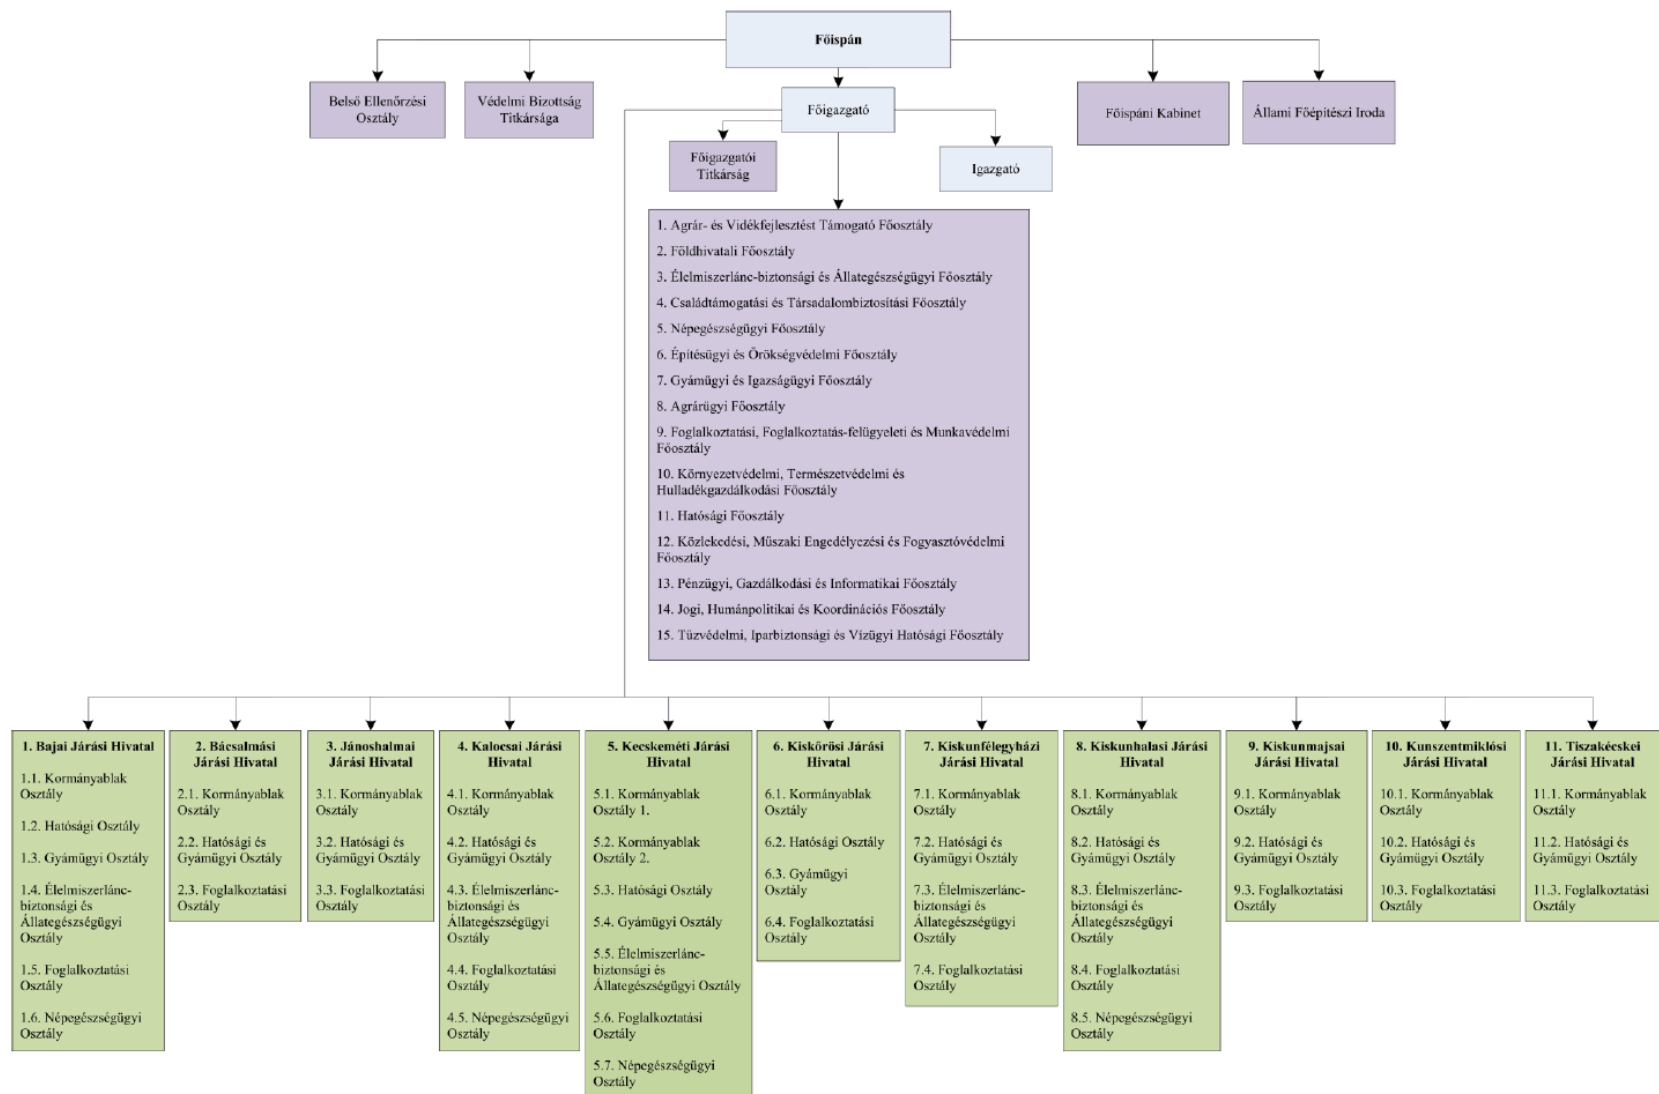 Főispán
Belső Ellenőrzési
Osztály
Védelmi Bizottság
Titkársága
Főigazgató
Főispáni Kabinet
Állami Főépítészi Iroda
Főigazgatói
Titkárság
Igazgató
1. Agrár- és Vidékfejlesztést Támogató Főosztály
2. Földhivatali Főosztály
3. Élelmiszerlánc-biztonsági és Állategészségügyi Főosztály
4. Családtámogatási és Társadalombiztosítási Főosztály
5. Népegészségügyi Főosztály
6. Építésügyi és Örökségvédelmi Főosztály
7. Gyámügyi és Igazságügyi Főosztály
8. Agrárügyi Főosztály
9. Foglalkoztatási, Foglalkoztatás-felügyeleti és Munkavédelmi
Főosztály
10. Környezetvédelmi, Természetvédelmi és
Hulladékgazdálkodási Főosztály
11. Hatósági Főosztály
12. Közlekedési, Műszaki Engedélyezési és Fogyasztóvédelmi
Főosztály
13. Pénzügyi, Gazdálkodási és Informatikai Főosztály
14. Jogi, Humánpolitikai és Koordinációs Főosztály
15. Tűzvédelmi, Iparbiztonsági és Vízügyi Hatósági Főosztály
1. Bajai Járási Hivatal
1.1. Kormányablak
Osztály
1.2. Hatósági Osztály
1.3. Gyámügyi Osztály
1.4. Élelmiszerlánc-
biztonsági és
Állategészségügyi
Osztály
1.5. Foglalkoztatási
Osztály
1.6. Népegészségügyi
Osztály
2. Bácsalmási
Járási Hivatal
2.1. Kormányablak
Osztály
2.2. Hatósági és
Gyámügyi Osztály
2.3. Foglalkoztatási
Osztály
3. Jánoshalmai
Járási Hivatal
3.1. Kormányablak
Osztály
3.2. Hatósági és
Gyámügyi Osztály
3.3. Foglalkoztatási
Osztály
4. Kalocsai Járási
Hivatal
4.1. Kormányablak
Osztály
4.2. Hatósági és
Gyámügyi Osztály
4.3. Élelmiszerlánc-
biztonsági és
Állategészségügyi
Osztály
4.4. Foglalkoztatási
Osztály
4.5. Népegészségügyi
Osztály
5. Kecskeméti Járási
Hivatal
5.1. Kormányablak
Osztály 1.
5.2. Kormányablak
Osztály 2.
5.3. Hatósági Osztály
5.4. Gyámügyi Osztály
5.5. Élelmiszerlánc-
biztonsági és
Állategészségügyi Osztály
5.6. Foglalkoztatási
Osztály
5.7. Népegészségügyi
Osztály
6. Kiskőrösi Járási
Hivatal
6.1. Kormányablak
Osztály
6.2. Hatósági Osztály
6.3. Gyámügyi
Osztály
6.4. Foglalkoztatási
Osztály
7. Kiskunfélegyházi
Járási Hivatal
7.1. Kormányablak
Osztály
7.2. Hatósági és
Gyámügyi Osztály
7.3. Élelmiszerlánc-
biztonsági és
Állategészségügyi
Osztály
7.4. Foglalkoztatási
Osztály
8. Kiskunhalasi Járási
Hivatal
8.1. Kormányablak
Osztály
8.2. Hatósági és
Gyámügyi Osztály
8.3. Élelmiszerlánc-
biztonsági és
Állategészségügyi
Osztály
8.4. Foglalkoztatási
Osztály
8.5. Népegészségügyi
Osztály
9. Kiskunmajsai
Járási Hivatal
9.1. Kormányablak
Osztály
9.2. Hatósági és
Gyámügyi Osztály
9.3. Foglalkoztatási
Osztály
10. Kunszentmiklósi
Járási Hivatal
10.1. Kormányablak
Osztály
10.2. Hatósági és
Gyámügyi Osztály
10.3. Foglalkoztatási
Osztály
11. Tiszakécskei
Járási Hivatal
11.1. Kormányablak
Osztály
11.2. Hatósági és
Gyámügyi Osztály
11.3. Foglalkoztatási
Osztály